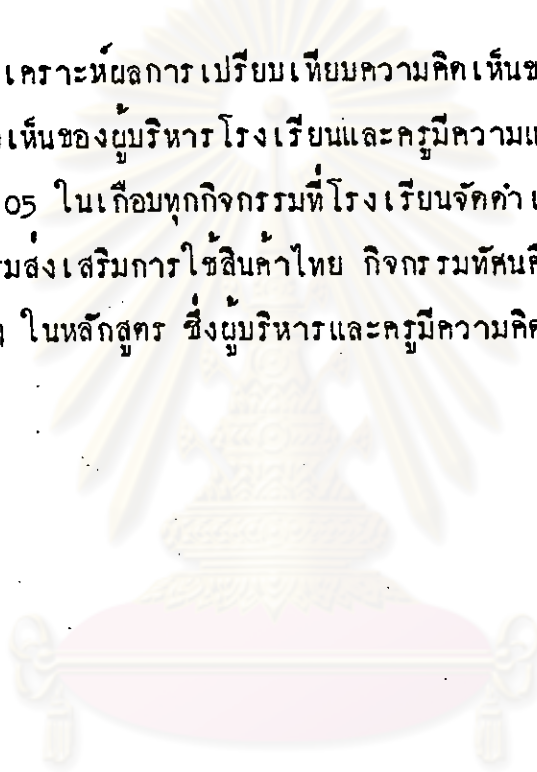 เคราะห์ผลการเปรียบเทียบความคิดเห็นข
เห็นของผู้บริหารโรงเรียนและครูมีความแ
05 ในเกือบทุกกิจกรรมที่โรงเรียนจัดดำเ
มส่งเสริมการใช้สินค้าไทย กิจกรรมทัศนศึ
ๆ ในหลักสูตร ซึ่งผู้บริหารและครูมีความคิด